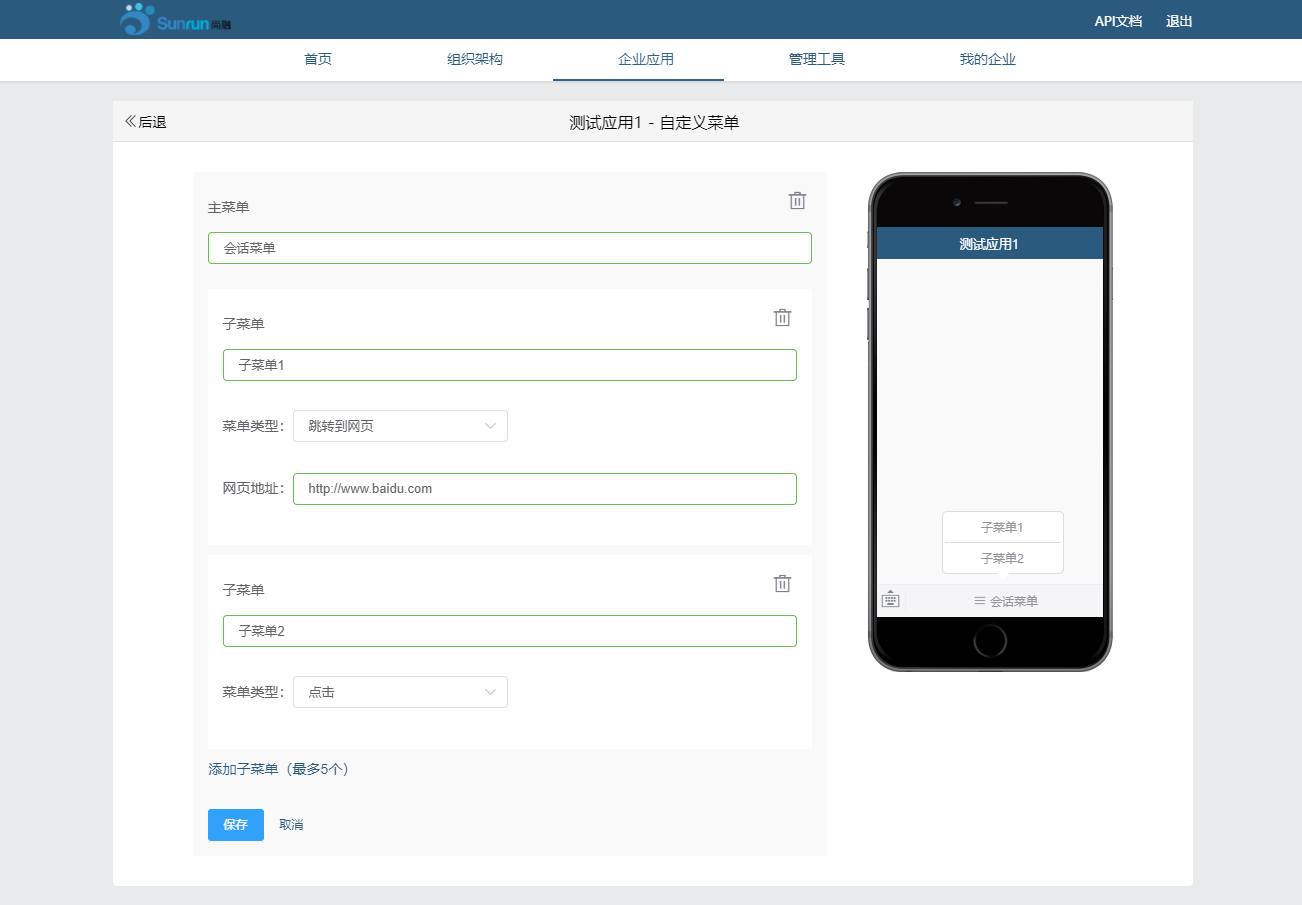 Sunrun 尚融
API文档 退出
首页 组织架构 企业应用 管理工具 我的企业
后退
测试应用1 - 自定义菜单
主菜单
会话菜单
子菜单
子菜单1
菜单类型： 跳转到网页
网页地址： http://www.baidu.com
子菜单
子菜单2
菜单类型： 点击
添加子菜单（最多5个）
保存 取消
测试应用1
子菜单1
子菜单2
会话菜单